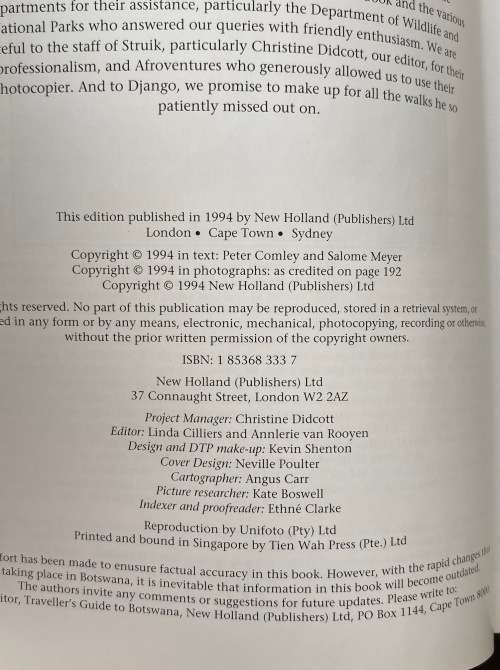 ook and the various
partments for their assistance, particularly the Department of Wildlife and
ational Parks who answered our queries with friendly enthusiasm. We are
eful to the staff of Struik, particularly Christine Didcott, our editor, for their
professionalism, and Afroventures who generously allowed us to use their
hotocopier. And to Django, we promise to make up for all the walks he so
patiently missed out on.
This edition published in 1994 by New Holland (Publishers) Ltd
London • Cape Town • Sydney
Copyright © 1994 in text: Peter Comley and Salome Meyer
Copyright © 1994 in photographs: as credited on page 192
Copyright © 1994 New Holland (Publishers) Ltd
ghts reserved. No part of this publication may be reproduced, stored in a retrieval system, or
ed in any form or by any means, electronic, mechanical, photocopying, recording or otherwise,
without the prior written permission of the copyright owners.
ISBN: 1 85368 333 7
New Holland (Publishers) Ltd
37 Connaught Street, London W2 2AZ
Project Manager: Christine Didcott
Editor: Linda Cilliers and Annlerie van Rooyen
Design and DTP make-up: Kevin Shenton
Cover Design: Neville Poulter
Cartographer: Angus Carr
Picture researcher: Kate Boswell
Indexer and proofreader: Ethné Clarke
Reproduction by Unifoto (Pty) Ltd
Printed and bound in Singapore by Tien Wah Press (Pte.) Ltd
fort has been made to enusure factual accuracy in this book. However, with the rapid changes that
taking place in Botswana, it is inevitable that information in this book will become outdated.
The authors invite any comments or suggestions for future updates. Please write to:
itor, Traveller's Guide to Botswana, New Holland (Publishers) Ltd, PO Box 1144, Cape Town 8000